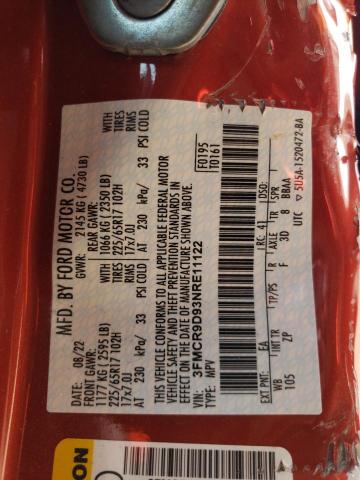 MFD. BY FORD MOTOR CO.
DATE: 08/22 GVWR: 2145 KG ( 4730 LB)
FRONT GAWR: REAR GAWR:
1177 KG ( 2595 LB) WITH 1066 KG ( 2350 LB) WITH
225/65R17 102H TIRES 225/65R17 102H TIRES
17x7.0J RIMS 17x7.0J RIMS
AT 230 kPa/ 33 PSI COLD AT 230 kPa/ 33 PSI COLD
THIS VEHICLE CONFORMS TO ALL APPLICABLE FEDERAL MOTOR
VEHICLE SAFETY AND THEFT PREVENTION STANDARDS IN
EFFECT ON THE DATE OF MANUFACTURE SHOWN ABOVE.
VIN: 3FMCR9D93NRE11122 F0195
TYPE: MPV T0161
EXT PNT: EA RC: 41 DSO:
WB INT TR TP/PS R AXLE TR SPR
105 ZP F 3D 8 BBAA
UTC ▽ 5U5A-1520472-BA